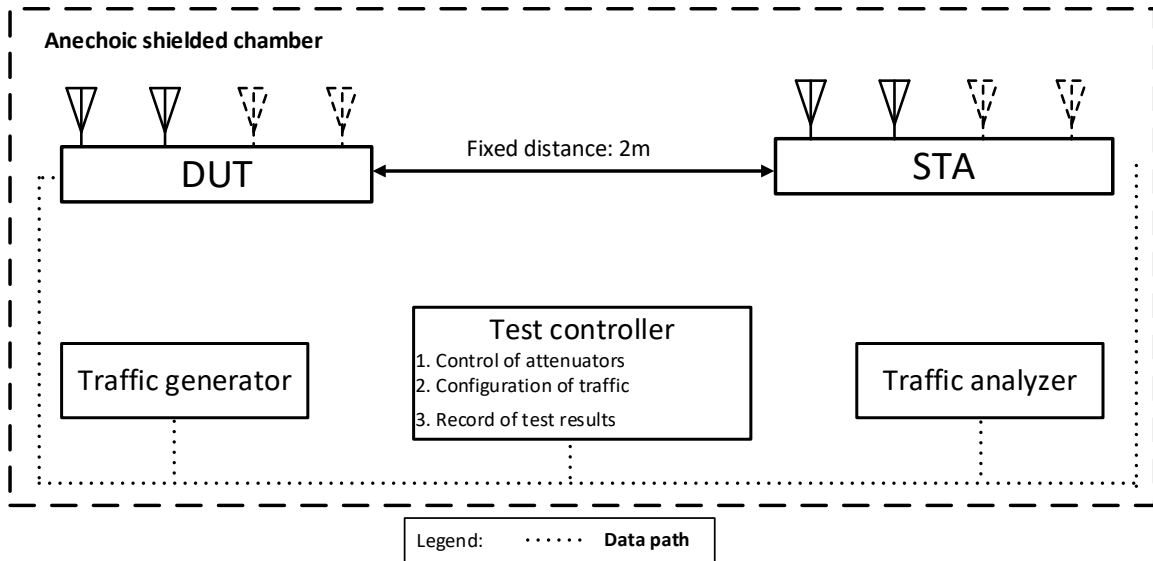 Anechoic shielded chamber
DUT
Fixed distance: 2m
STA
Traffic generator
Test controller
1. Control of attenuators
2. Configuration of traffic
3. Record of test results
Traffic analyzer
Legend: Data path